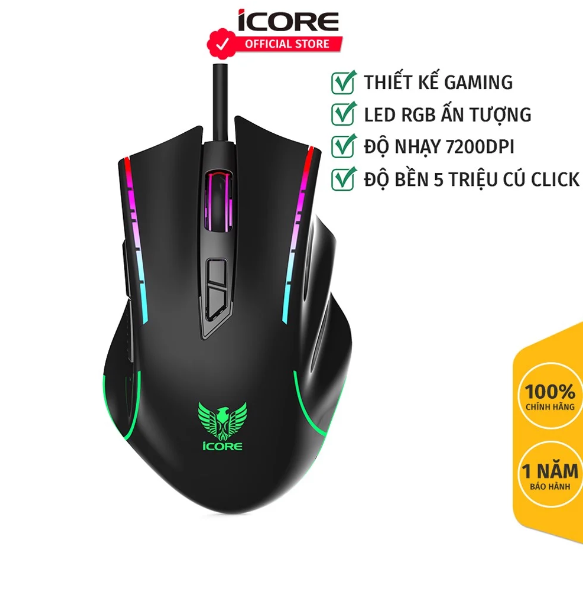 iCORE
OFFICIAL STORE
THIẾT KẾ GAMING
LED RGB ẤN TƯỢNG
ĐỘ NHẠY 7200DPI
ĐỘ BỀN 5 TRIỆU CÚ CLICK
iCORE
100%
CHÍNH HÃNG
1 NĂM
BẢO HÀNH